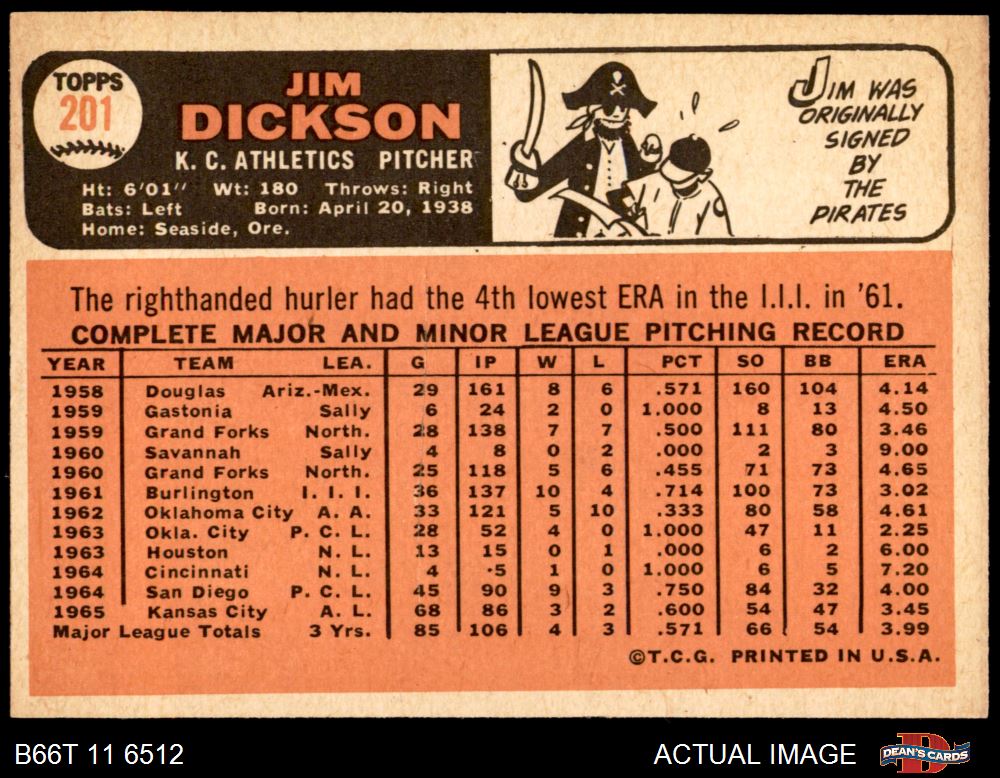 TOPPS
201
JIM
DICKSON
K. C. ATHLETICS PITCHER
Ht: 6'01" Wt: 180 Throws: Right
Bats: Left Born: April 20, 1938
Home: Seaside, Ore.
JIM WAS
ORIGINALLY
SIGNED
BY
THE
PIRATES
The righthanded hurler had the 4th lowest ERA in the I.I.I. in '61.
COMPLETE MAJOR AND MINOR LEAGUE PITCHING RECORD
YEAR TEAM LEA. G IP W L PCT SO BB ERA
1958 Douglas Ariz.-Mex. 29 161 8 6 .571 160 104 4.14
1959 Gastonia Sally 6 24 2 0 1.000 8 13 4.50
1959 Grand Forks North. 28 138 7 7 .500 111 80 3.46
1960 Savannah Sally 4 8 0 2 .000 2 3 9.00
1960 Grand Forks North. 25 118 5 6 .455 71 73 4.65
1961 Burlington I. I. I. 36 137 10 4 .714 100 73 3.02
1962 Oklahoma City A. A. 33 121 5 10 .333 80 58 4.61
1963 Okla. City P. C. L. 28 52 4 0 1.000 47 11 2.25
1963 Houston N. L. 13 15 0 1 .000 6 2 6.00
1964 Cincinnati N. L. 4 ·5 1 0 1.000 6 5 7.20
1964 San Diego P. C. L. 45 90 9 3 .750 84 32 4.00
1965 Kansas City A. L. 68 86 3 2 .600 54 47 3.45
Major League Totals 3 Yrs. 85 106 4 3 .571 66 54 3.99
©T.C.G. PRINTED IN U.S.A.
B66T 11 6512 ACTUAL IMAGE DEAN'S CARDS